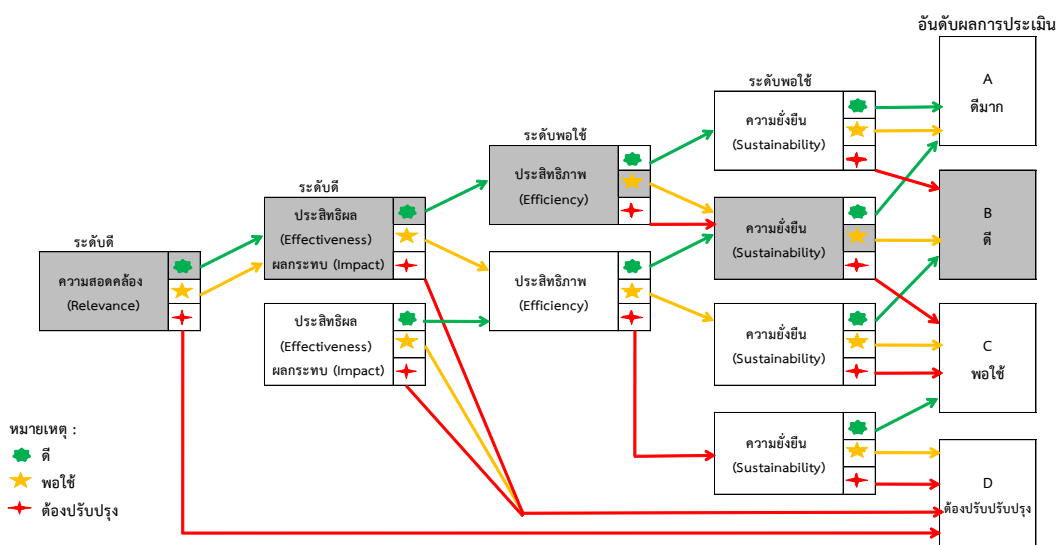 อันดับผลการประเมิน
A
ดีมาก
ระดับพอใช้
ความยั่งยืน
(Sustainability)
ระดับพอใช้
ประสิทธิภาพ
(Efficiency)
ระดับดี
ประสิทธิผล
(Effectiveness)
ผลกระทบ (Impact)
ความยั่งยืน
(Sustainability)
B
ดี
ระดับดี
ความสอดคล้อง
(Relevance)
ประสิทธิภาพ
(Efficiency)
ประสิทธิผล
(Effectiveness)
ผลกระทบ (Impact)
ความยั่งยืน
(Sustainability)
C
พอใช้
ความยั่งยืน
(Sustainability)
D
ต้องปรับปรับปรุง
หมายเหตุ :
ดี
พอใช้
ต้องปรับปรุง